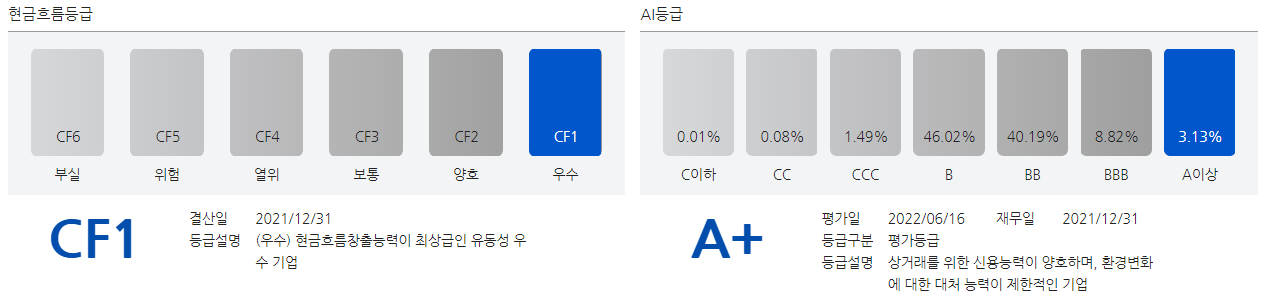 현금흐름등급
CF6 CF5 CF4 CF3 CF2 CF1
부실 위험 열위 보통 양호 우수
CF1
결산일 2021/12/31
등급설명 (우수) 현금흐름창출능력이 최상급인 유동성 우
수 기업
AI등급
0.01% 0.08% 1.49% 46.02% 40.19% 8.82% 3.13%
C이하 CC CCC B BB BBB A이상
A+
평가일 2022/06/16 재무일 2021/12/31
등급구분 평가등급
등급설명 상거래를 위한 신용능력이 양호하며, 환경변화
에 대한 대처 능력이 제한적인 기업